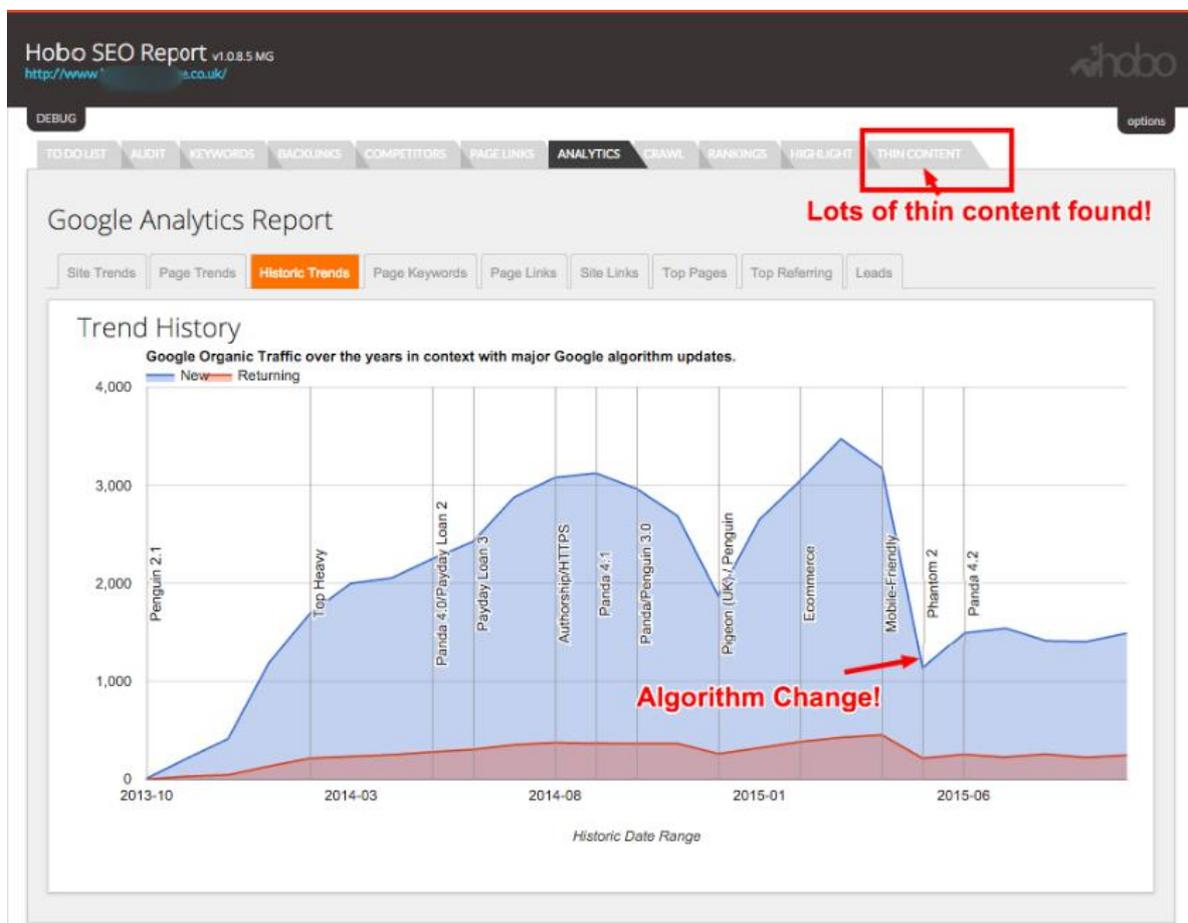 Hobo SEO Report v1.0.8.5 MG
hobo
http://www. e.co.uk/
DEBUG
options
TO DO LIST AUDIT KEYWORDS BACKLINKS COMPETITORS PAGE LINKS ANALYTICS CRAWL RANKINGS HIGHLIGHT THIN CONTENT
Lots of thin content found!
Google Analytics Report
Site Trends Page Trends Historic Trends Page Keywords Page Links Site Links Top Pages Top Referring Leads
Trend History
Google Organic Traffic over the years in context with major Google algorithm updates.
New Returning
4,000
3,000
2,000
1,000
0
Penguin 2.1
Top Heavy
Panda 4.0/Payday Loan 2
Payday Loan 3
Authorship/HTTPS
Panda 4.1
Panda/Penguin 3.0
Pigeon (UK) / Penguin
Ecommerce
Mobile-Friendly
Phantom 2
Panda 4.2
Algorithm Change!
2013-10 2014-03 2014-08 2015-01 2015-06
Historic Date Range